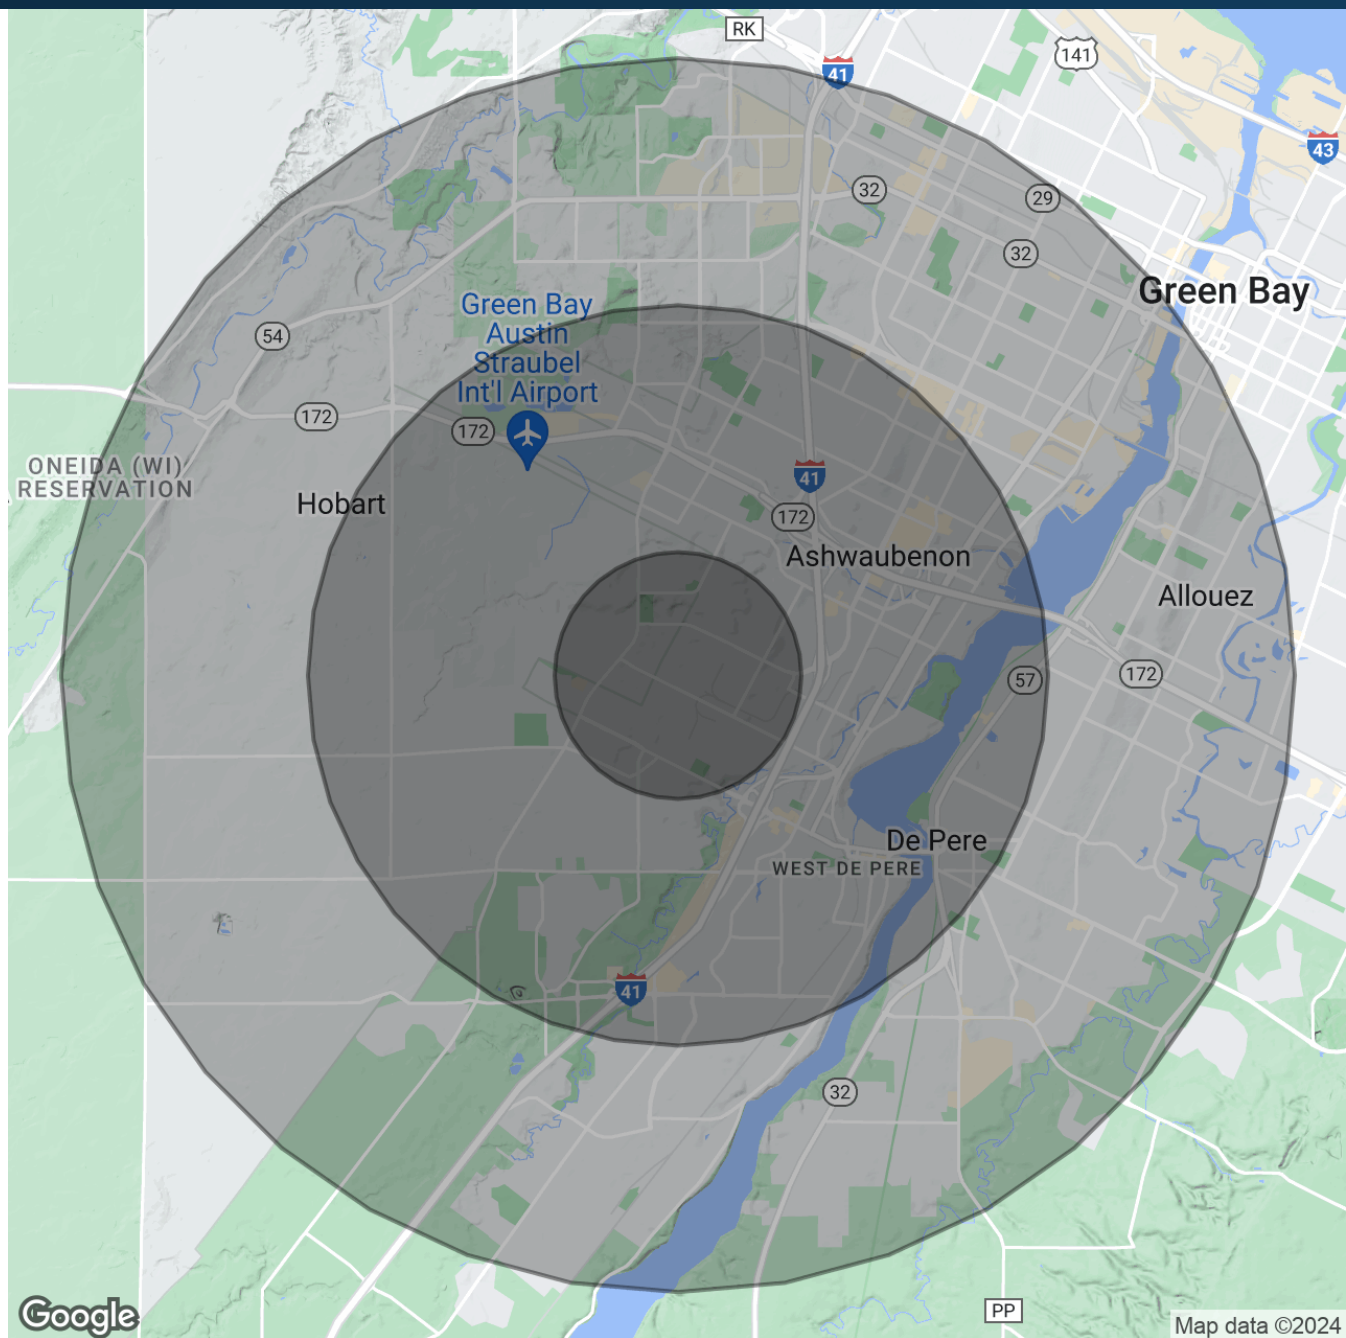 RK
41
141
43
32
29
32
Green Bay
Green Bay
Austin
Straubel
Int'l Airport
54
172
172
ONEIDA (WI)
RESERVATION
Hobart
41
172
Ashwaubenon
Allouez
57
172
De Pere
WEST DE PERE
41
32
PP
Google
Map data ©2024